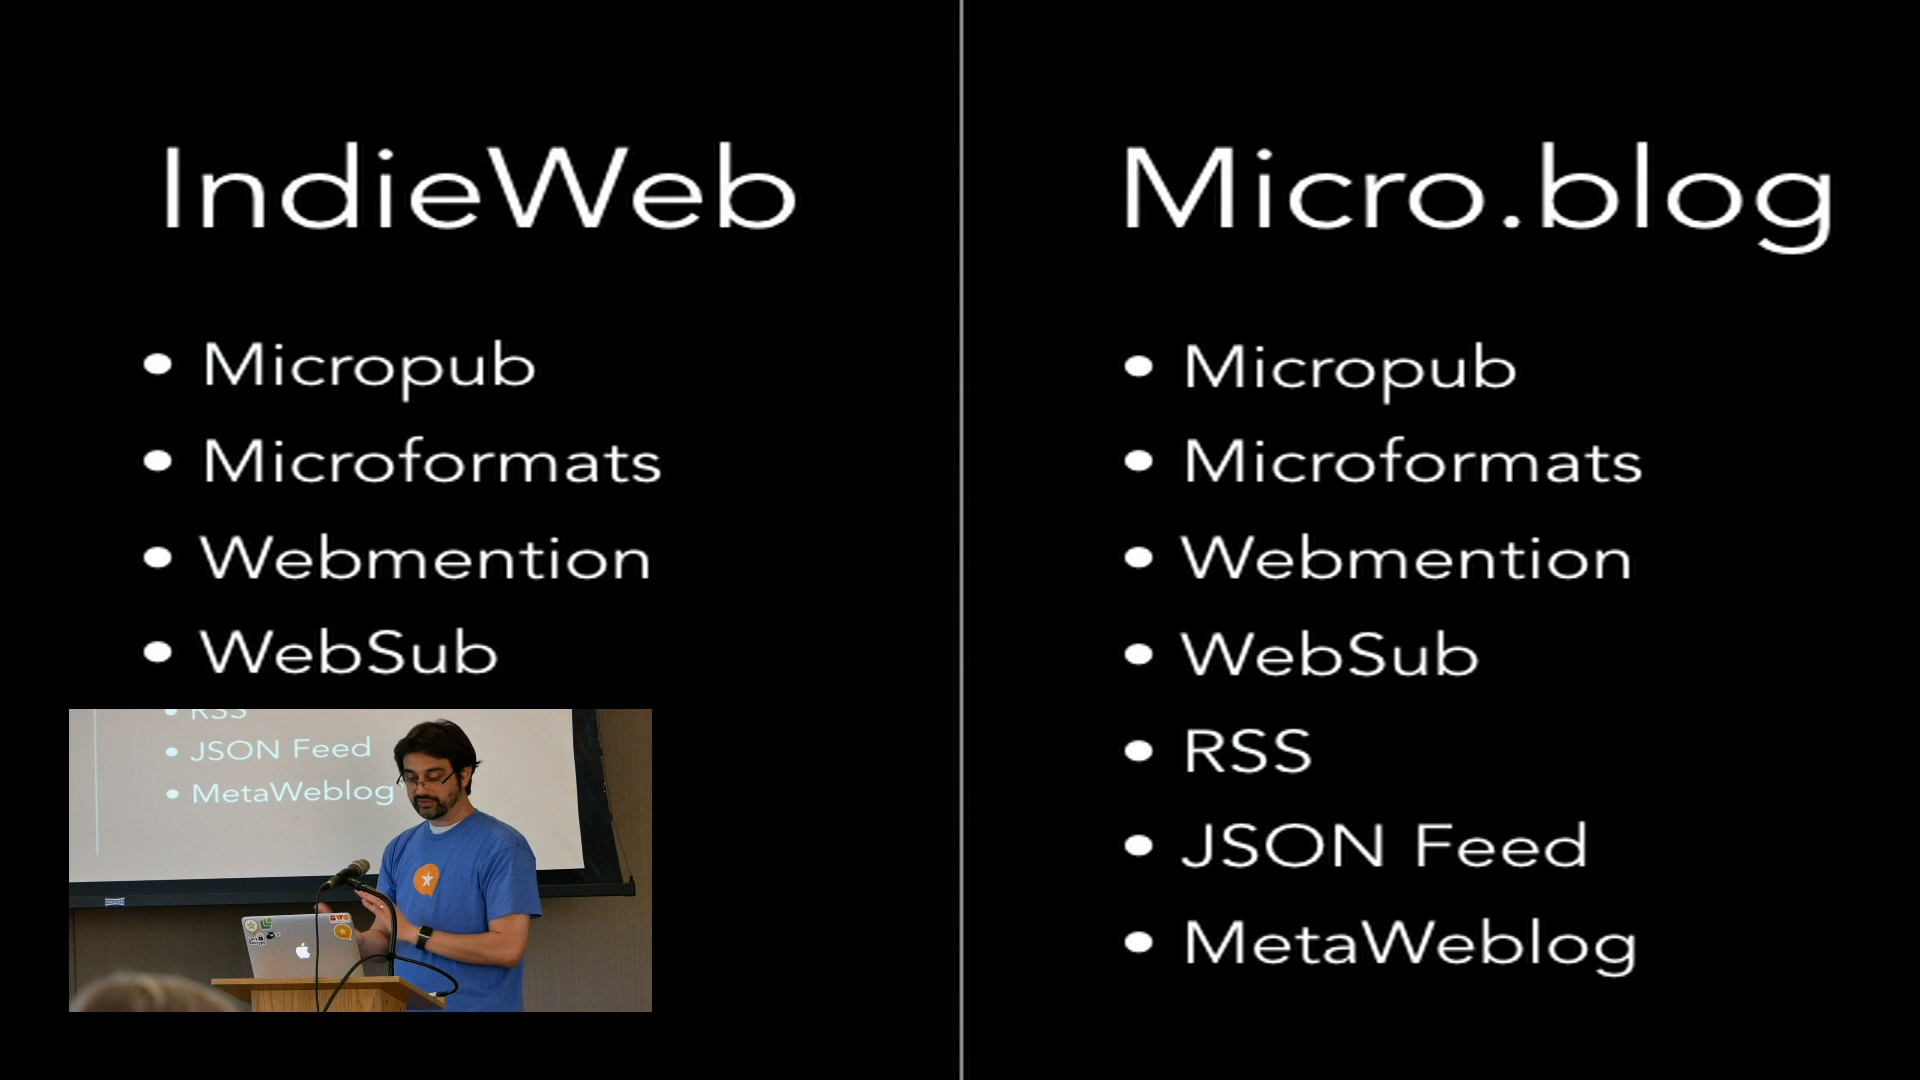 IndieWeb
• Micropub
• Microformats
• Webmention
• WebSub
Micro.blog
• Micropub
• Microformats
• Webmention
• WebSub
• RSS
• JSON Feed
• MetaWeblog
• RSS
• JSON Feed
• MetaWeblog